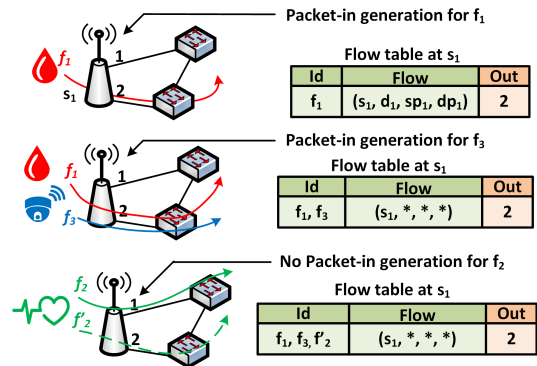 Packet-in generation for f1
f1
1
s1
2
Flow table at s1
Id Flow Out
f1 (s1, d1, sp1, dp1) 2
Packet-in generation for f3
f1
1
f3
2
Flow table at s1
Id Flow Out
f1, f3 (s1, *, *, *) 2
No Packet-in generation for f2
f2
1
f'2
2
Flow table at s1
Id Flow Out
f1, f3, f'2 (s1, *, *, *) 2